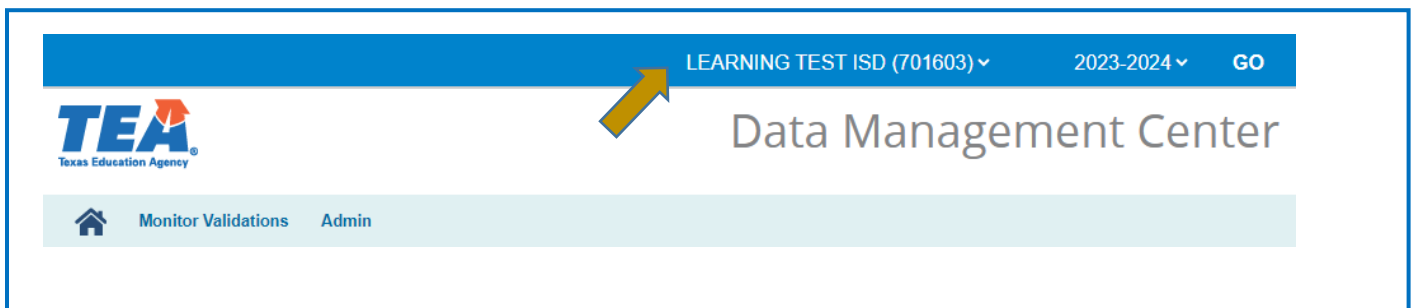 LEARNING TEST ISD (701603) 2023-2024 GO
TEA®
Texas Education Agency
Data Management Center
Monitor Validations Admin